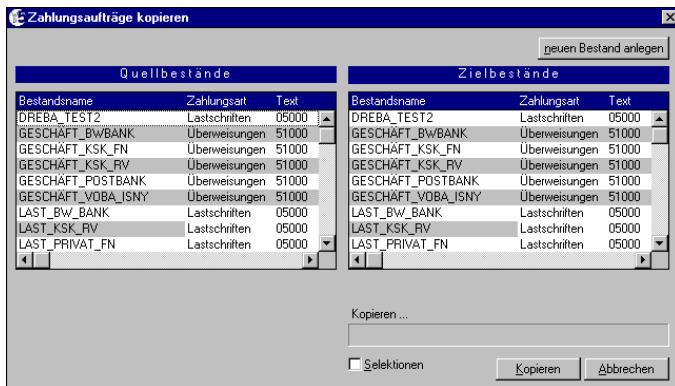 Zahlungsaufträge kopieren
neuen Bestand anlegen
Quellbestände
Bestandsname Zahlungsart Text
DREBA_TEST2 Lastschriften 05000
GESCHÄFT_BWBANK Überweisungen 51000
GESCHÄFT_KSK_FN Überweisungen 51000
GESCHÄFT_KSK_RV Überweisungen 51000
GESCHÄFT_POSTBANK Überweisungen 51000
GESCHÄFT_VOBA_ISNY Überweisungen 51000
LAST_BW_BANK Lastschriften 05000
LAST_KSK_RV Lastschriften 05000
LAST_PRIVAT_FN Lastschriften 05000
Zielbestände
Bestandsname Zahlungsart Text
DREBA_TEST2 Lastschriften 05000
GESCHÄFT_BWBANK Überweisungen 51000
GESCHÄFT_KSK_FN Überweisungen 51000
GESCHÄFT_KSK_RV Überweisungen 51000
GESCHÄFT_POSTBANK Überweisungen 51000
GESCHÄFT_VOBA_ISNY Überweisungen 51000
LAST_BW_BANK Lastschriften 05000
LAST_KSK_RV Lastschriften 05000
LAST_PRIVAT_FN Lastschriften 05000
Kopieren ...
Selektionen
Kopieren
Abbrechen